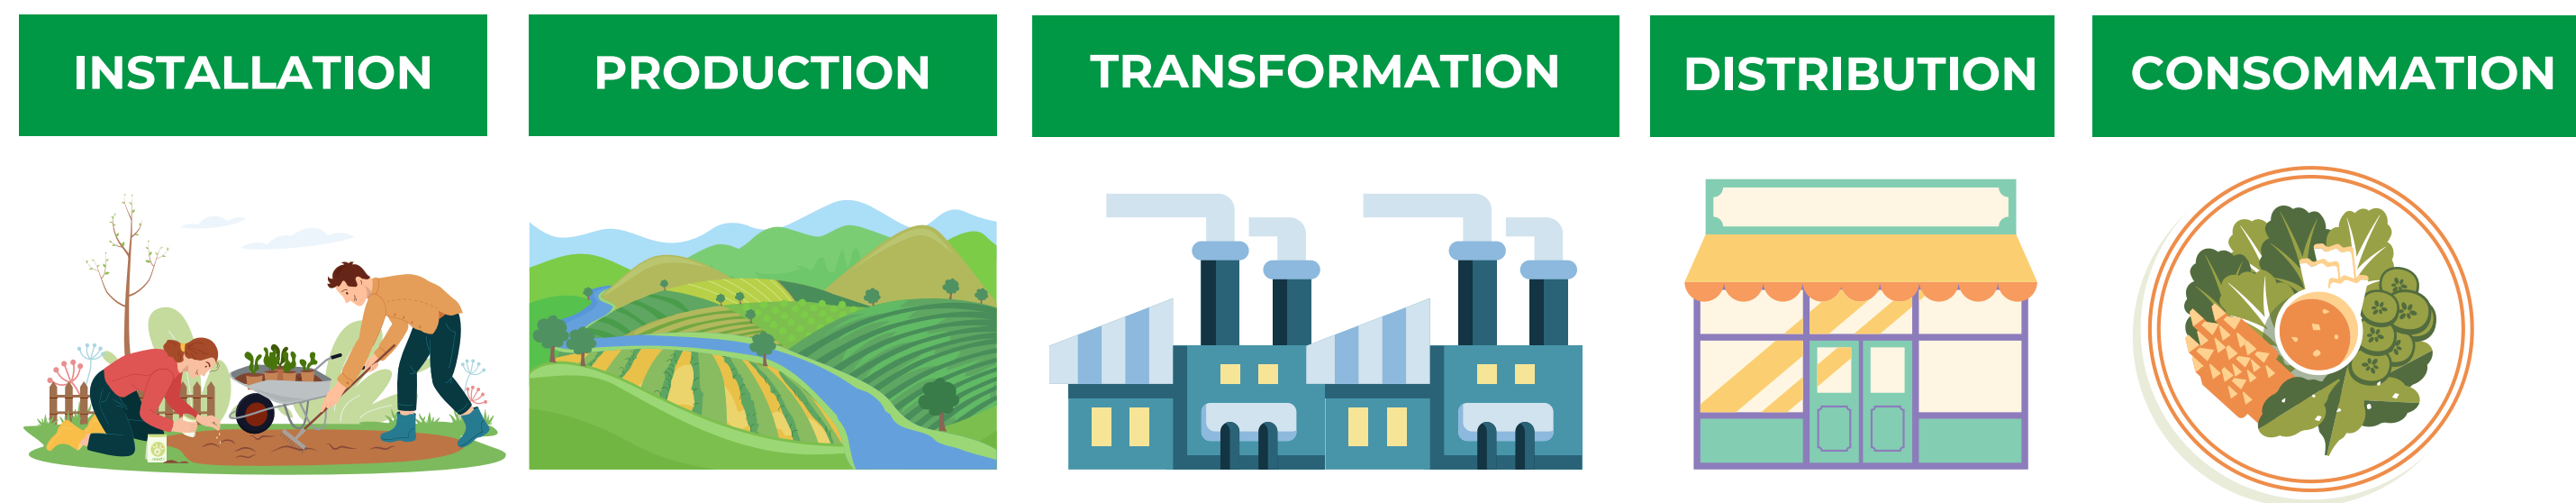 INSTALLATION
PRODUCTION
TRANSFORMATION
DISTRIBUTION
CONSOMMATION